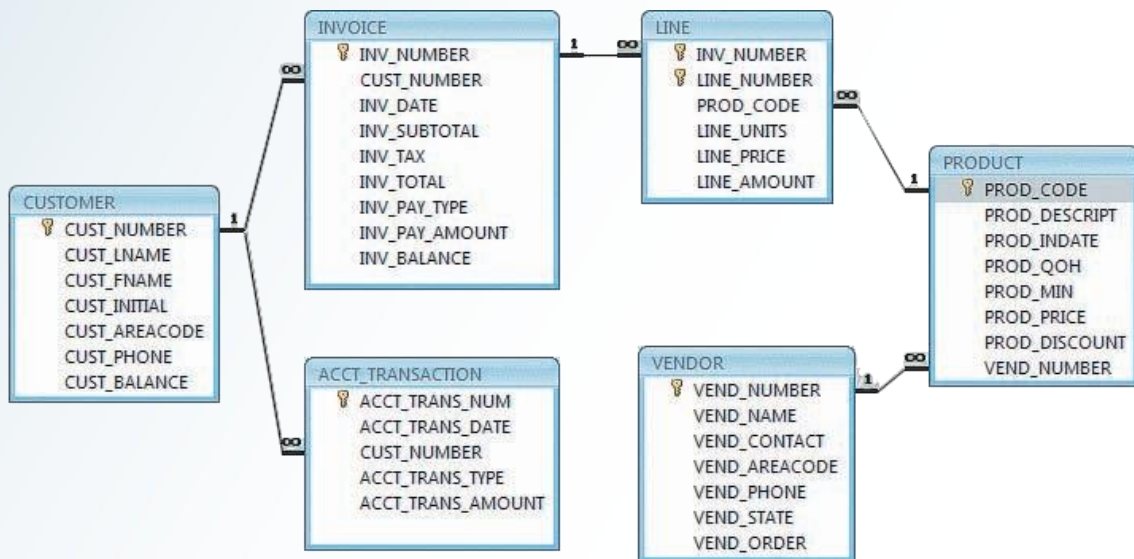 INVOICE
INV_NUMBER
CUST_NUMBER
INV_DATE
INV_SUBTOTAL
INV_TAX
INV_TOTAL
INV_PAY_TYPE
INV_PAY_AMOUNT
INV_BALANCE
1
∞
∞
LINE
INV_NUMBER
LINE_NUMBER
PROD_CODE
LINE_UNITS
LINE_PRICE
LINE_AMOUNT
∞
1
PRODUCT
PROD_CODE
PROD_DESCRIPT
PROD_INDATE
PROD_QOH
PROD_MIN
PROD_PRICE
PROD_DISCOUNT
VEND_NUMBER
CUSTOMER
CUST_NUMBER
CUST_LNAME
CUST_FNAME
CUST_INITIAL
CUST_AREACODE
CUST_PHONE
CUST_BALANCE
1
∞
ACCT_TRANSACTION
ACCT_TRANS_NUM
ACCT_TRANS_DATE
CUST_NUMBER
ACCT_TRANS_TYPE
ACCT_TRANS_AMOUNT
VENDOR
VEND_NUMBER
VEND_NAME
VEND_CONTACT
VEND_AREACODE
VEND_PHONE
VEND_STATE
VEND_ORDER
1
∞